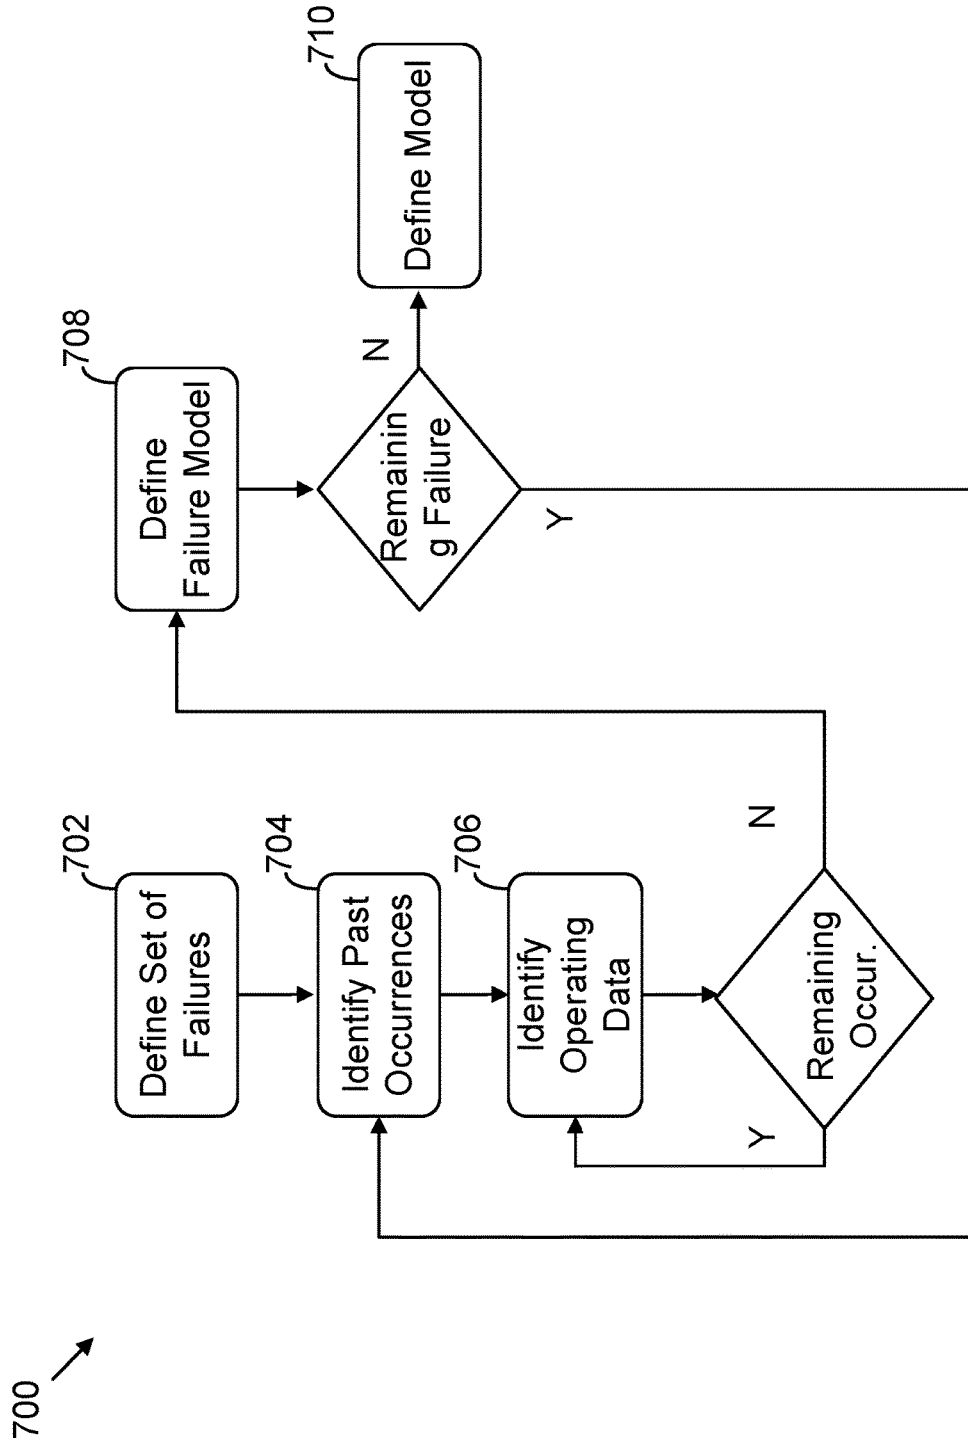 700
702
Define Set of
Failures
704
Identify Past
Occurrences
706
Identify
Operating
Data
Remaining
Occur.
Y
N
708
Define
Failure Model
Remainin
g Failure
Y
N
710
Define Model